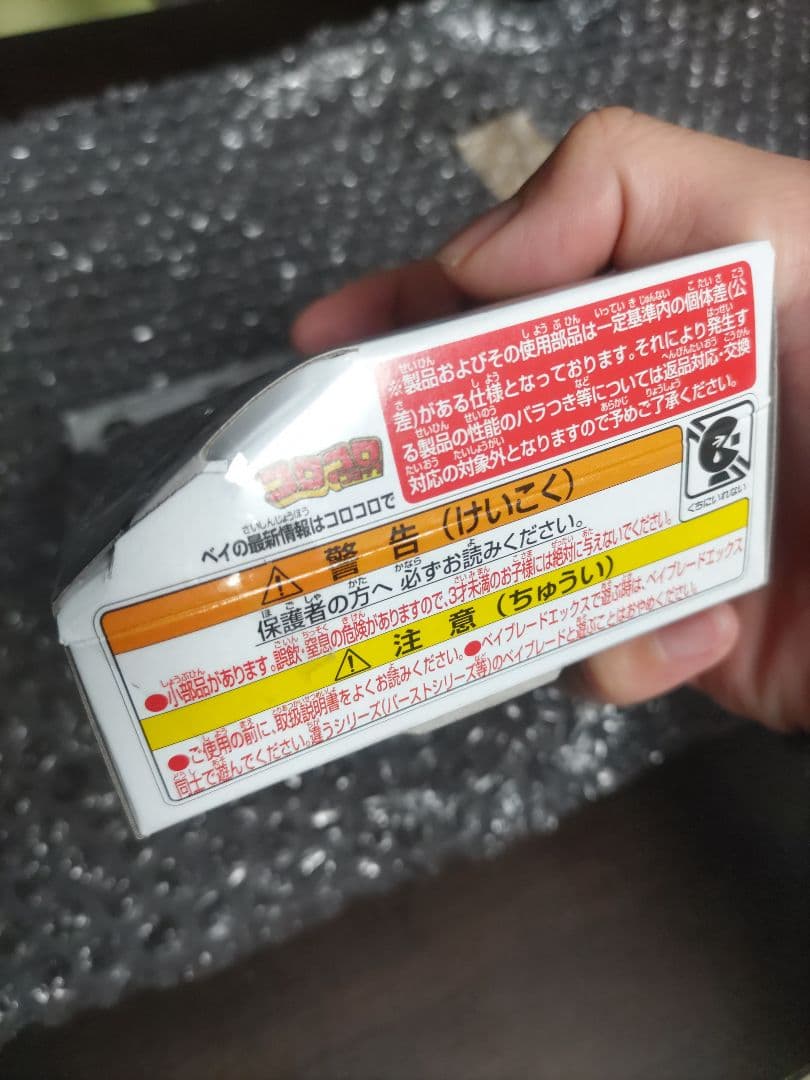 ※製品およびその使用部品は一定基準内の個体差(公
差)がある仕様となっております。それにより発生す
る製品の性能のバラつき等については返品対応・交換
対応の対象外となりますので予めご了承ください。
コロコロ
ベイの最新情報はコロコロで
警告(けいこく)
保護者の方へ 必ずお読みください。
くちにいれない
●小部品があります。誤飲・窒息の危険がありますので、3才未満のお子様には絶対に与えないでください。
注意(ちゅうい)
●ご使用の前に、取扱説明書をよくお読みください。●ベイブレードエックスで遊ぶ時は、ベイブレードエックス
同士で遊んでください。違うシリーズ(バーストシリーズ等)のベイブレードと遊ぶことはおやめください。